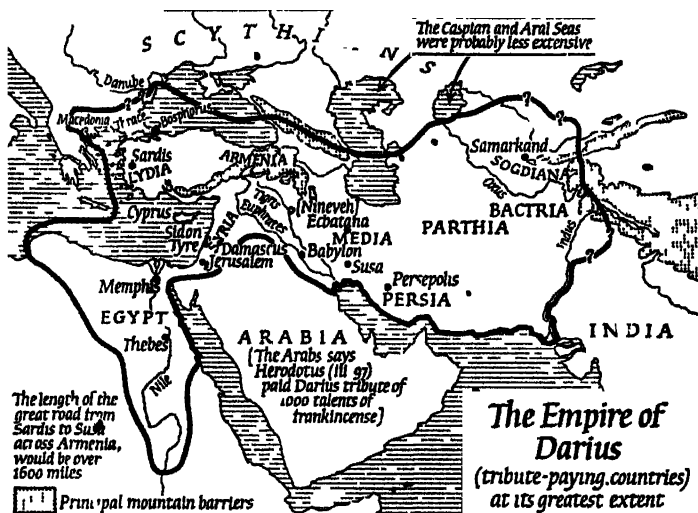 The Caspian and Aral Seas
were probably less extensive
SCYTHIANS
Danube
Macedonia
Thrace
Bosphorus
Sardis
LYDIA
ARMENIA
Samarkand
SOGDIANA
Oxus
BACTRIA
Cyprus
Sidon
Tyre
SYRIA
Tigris
Euphrates
[Nineveh]
Ecbatana
MEDIA
PARTHIA
Indus
Damascus
Jerusalem
Babylon
Susa
Persepolis
PERSIA
Memphis
EGYPT
Thebes
Nile
ARABIA
[The Arabs says
Herodotus (III 97)
paid Darius tribute of
1000 talents of
frankincense]
INDIA
?
?
?
?
?
?
The length of the
great road from
Sardis to Susa
across Armenia,
would be over
1600 miles
Principal mountain barriers
The Empire of
Darius
(tribute-paying.countries)
at its greatest extent